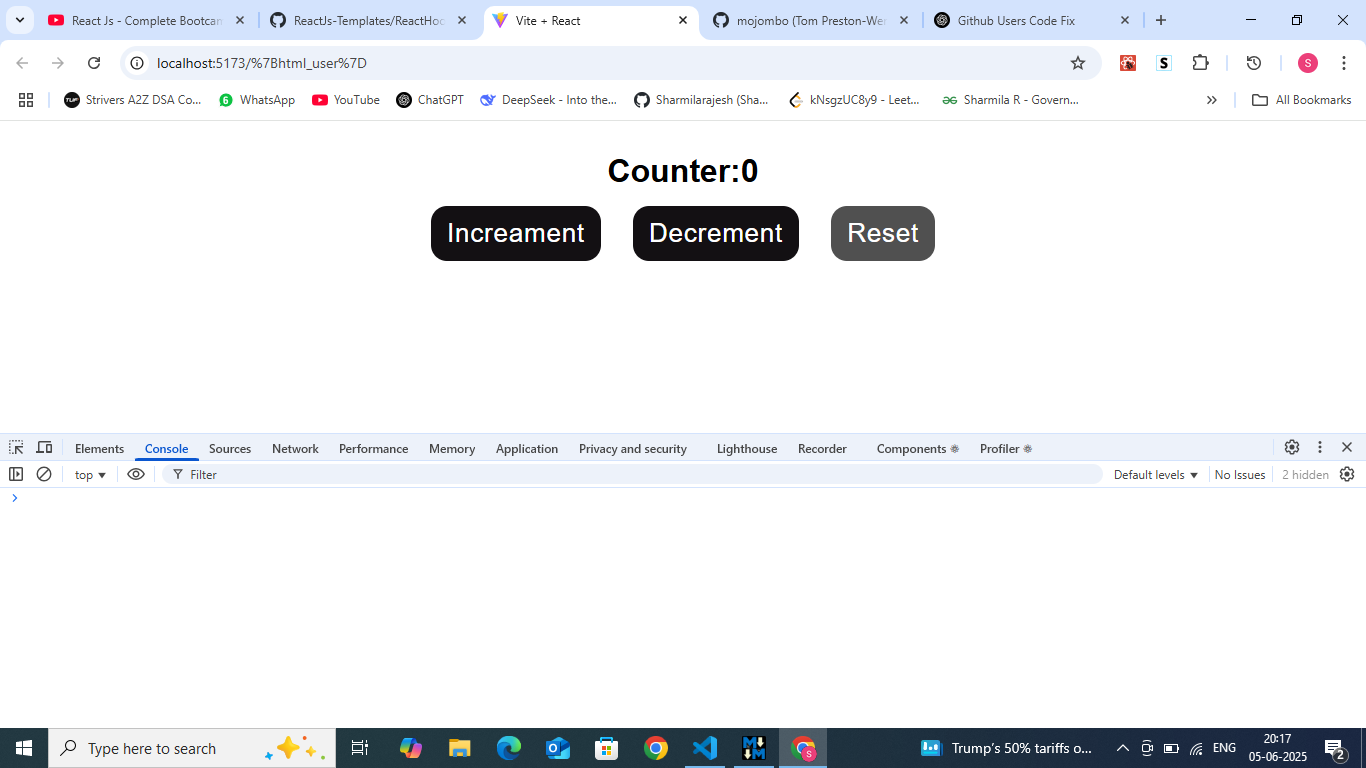 React Js - Complete Bootcan
ReactJs-Templates/ReactHoo
Vite + React
mojombo (Tom Preston-Wer
Github Users Code Fix
localhost:5173/%7Bhtml_user%7D
S
S
TUF
Strivers A2Z DSA Co...
6
WhatsApp
YouTube
ChatGPT
DeepSeek - Into the...
Sharmilarajesh (Sha...
kNsgzUC8y9 - Leet...
Sharmila R - Govern...
All Bookmarks
Counter:0
Increament
Decrement
Reset
Elements
Console
Sources
Network
Performance
Memory
Application
Privacy and security
Lighthouse
Recorder
Components
Profiler
top
Filter
Default levels
No Issues
2 hidden
Type here to search
M
M
S
Trump's 50% tariffs o...
ENG
20:17
05-06-2025
2